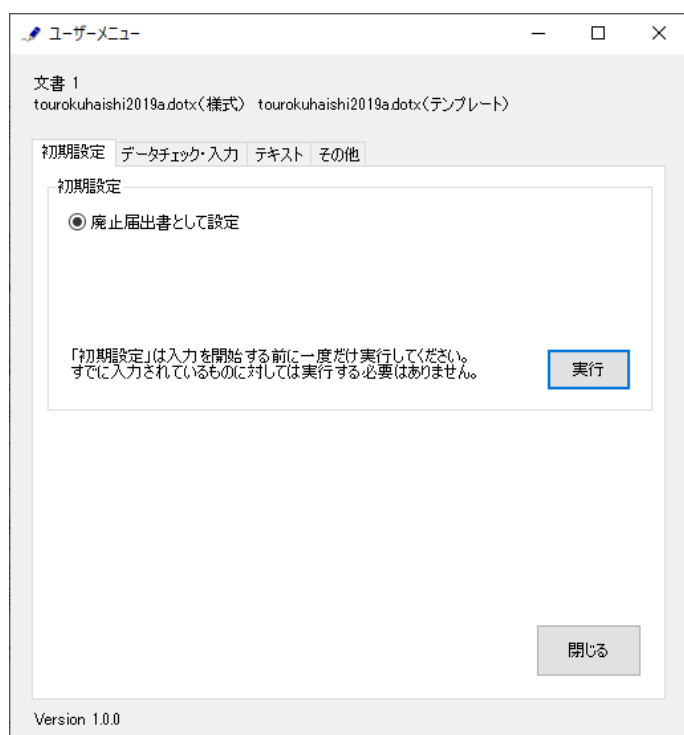 ユーザーメニュー
文書 1
tourokuhaishi2019a.dotx（様式） tourokuhaishi2019a.dotx（テンプレート）
初期設定 データチェック・入力 テキスト その他
初期設定
廃止届出書として設定
「初期設定」は入力を開始する前に一度だけ実行してください。
すでに入力されているものに対しては実行する必要はありません。
実行
閉じる
Version 1.0.0